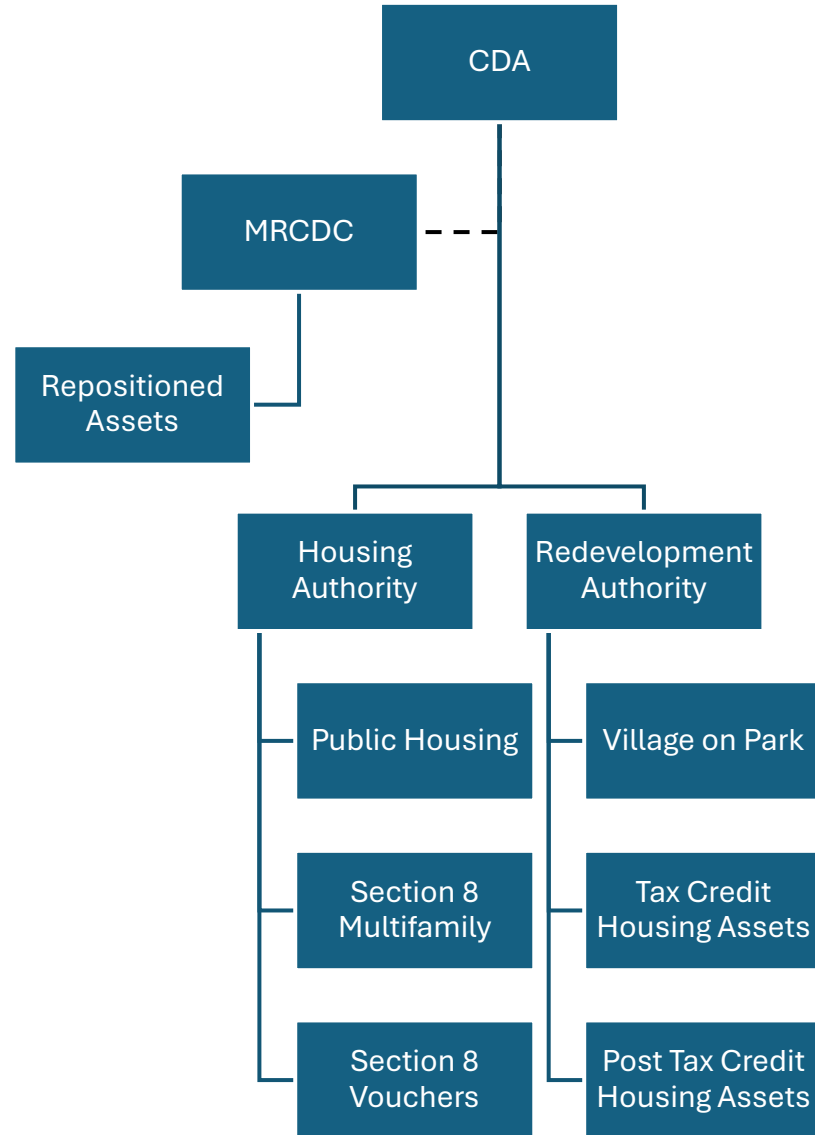 CDA
MRCDC
Repositioned
Assets
Housing
Authority
Redevelopment
Authority
Public Housing
Village on Park
Section 8
Multifamily
Tax Credit
Housing Assets
Section 8
Vouchers
Post Tax Credit
Housing Assets